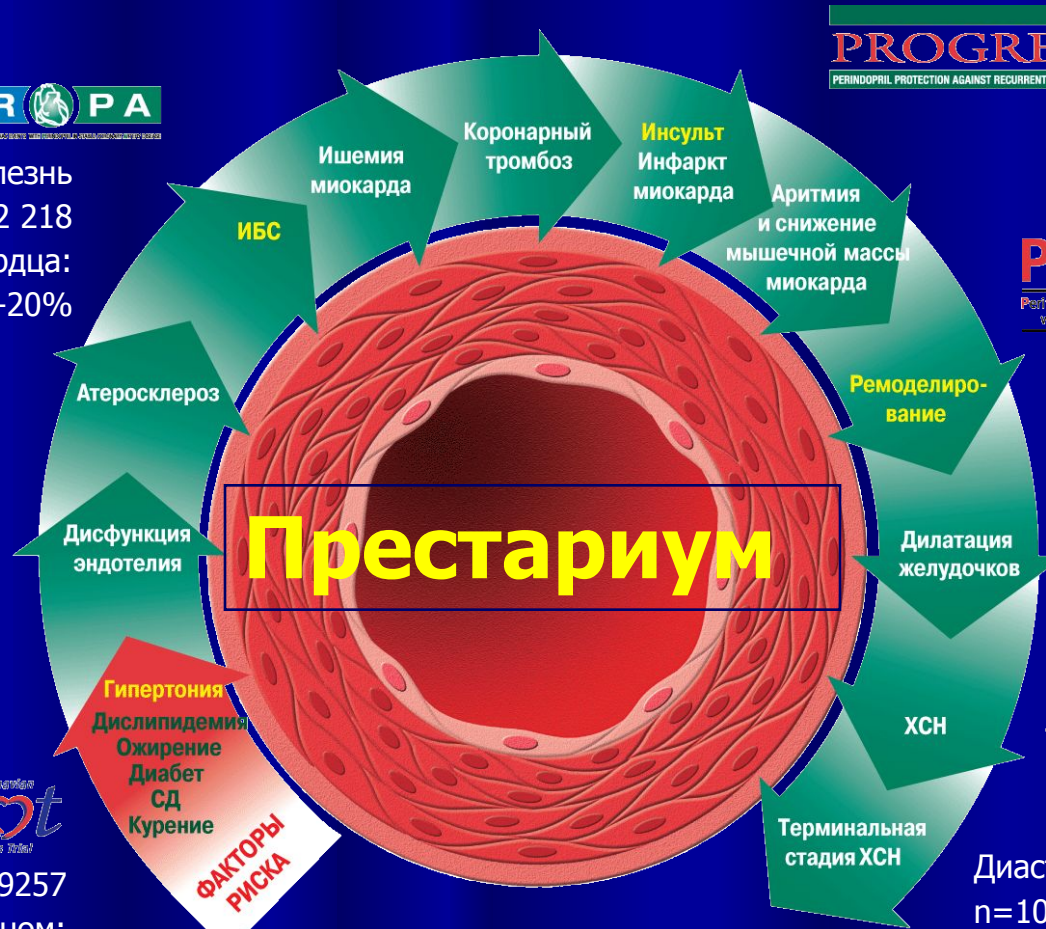 PROGRE
PERINDOPRIL PROTECTION AGAINST RECURRENT
R PA
лезнь
2 218
рдца:
-20%
Коронарный
тромбоз
Инсульт
Инфаркт
миокарда
Ишемия
миокарда
Аритмия
и снижение
мышечной массы
миокарда
ИБС
P
Атеросклероз
Ремоделиро-
вание
Дисфункция
эндотелия
Престариум
Дилатация
желудочков
Гипертония
Дислипидемия
Ожирение
Диабет
СД
Курение
ФАКТОРЫ
РИСКА
ХСН
Терминальная
стадия ХСН
9257
Диаст
n=10